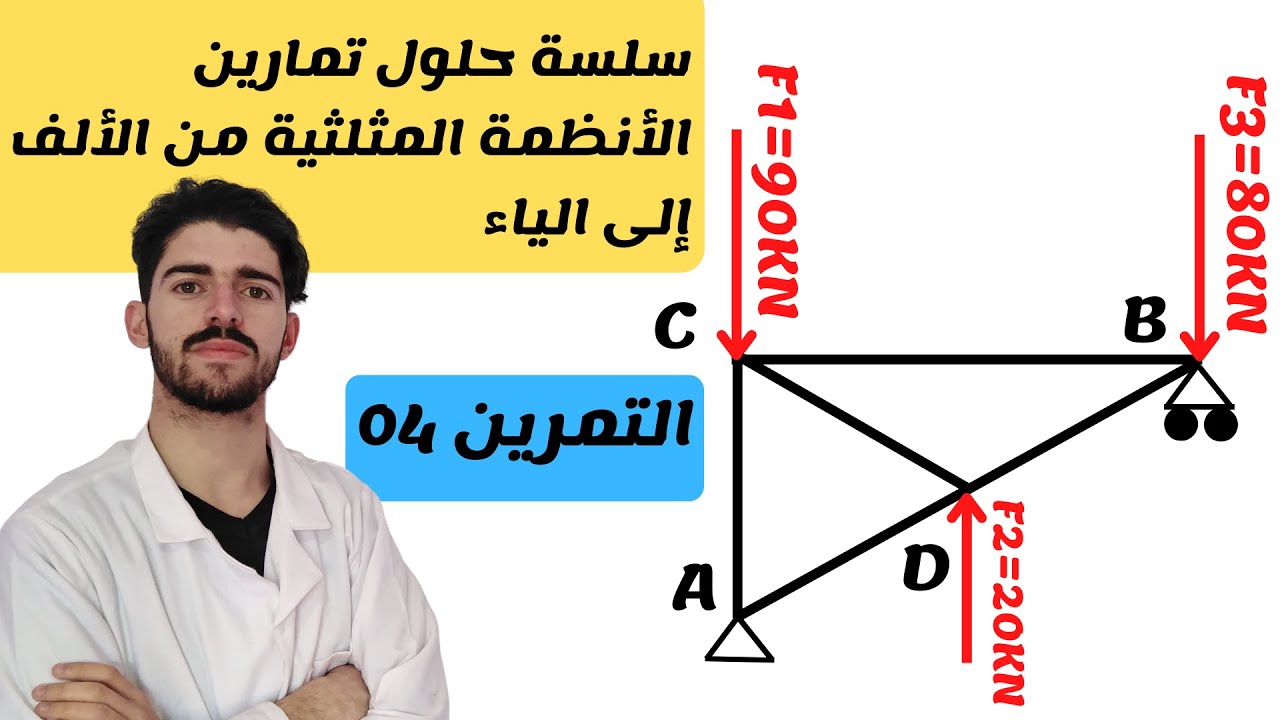 سلسة حلول تمارين
الأنظمة المثلثية من الألف
إلى الياء
التمرين 04
F1=90KN
F3=80KN
C
B
A
D
F2=20KN